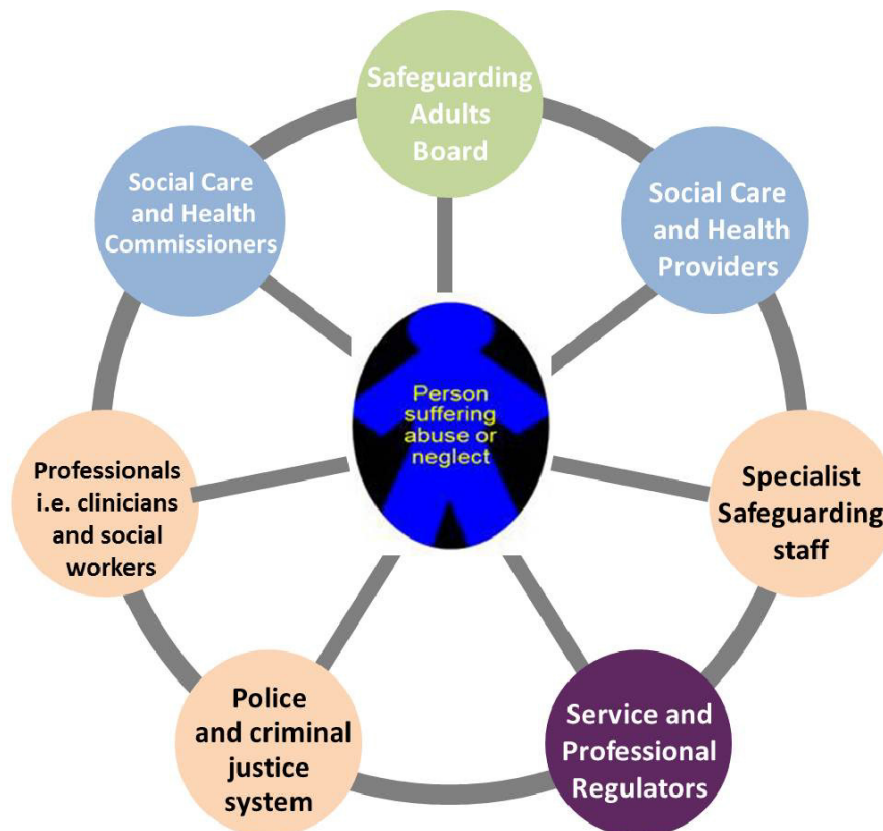 Safeguarding
Adults
Board
Social Care
and Health
Commissioners
Social Care
and Health
Providers
Person
suffering
abuse or
neglect
Professionals
i.e. clinicians
and social
workers
Specialist
Safeguarding
staff
Police
and criminal
justice
system
Service and
Professional
Regulators